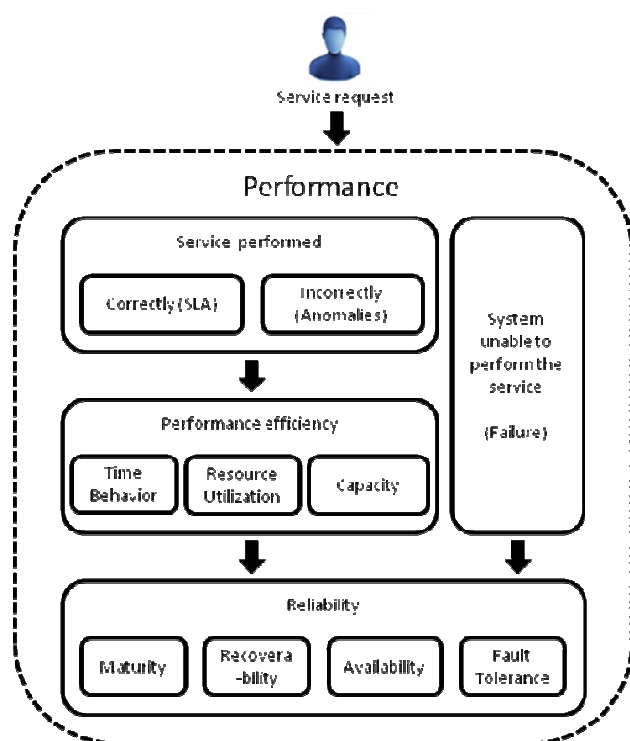 Service request
Performance
Service performed
Correctly (SLA)
Incorrectly
(Anomalies)
System
unable to
perform the
service
(Failure)
Performance efficiency
Time
Behavior
Resource
Utilization
Capacity
Reliability
Maturity
Recovera
-bility
Availability
Fault
Tolerance